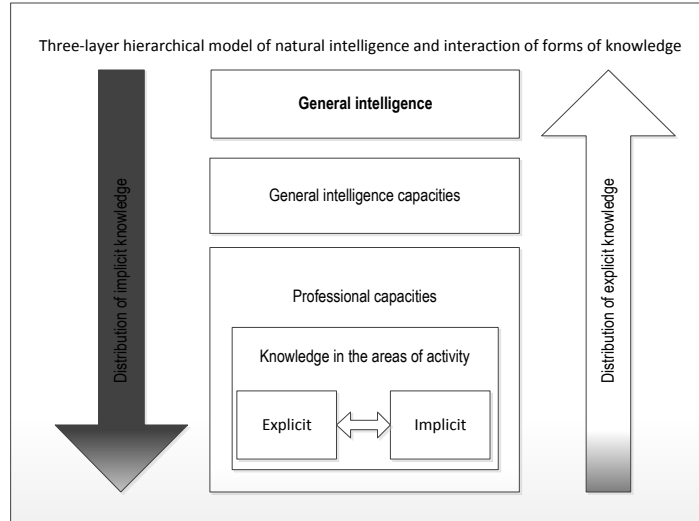 Three-layer hierarchical model of natural intelligence and interaction of forms of knowledge
General intelligence
General intelligence capacities
Professional capacities
Knowledge in the areas of activity
Explicit
Implicit
Distribution of implicit knowledge
Distribution of explicit knowledge